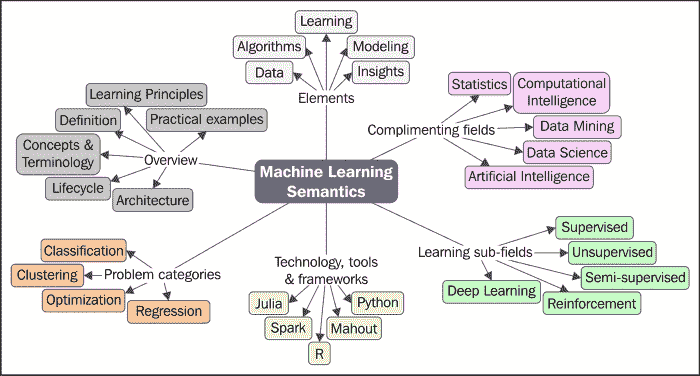 Learning
Algorithms
Modeling
Data
Insights
Elements
Statistics
Computational
Intelligence
Complimenting fields
Data Mining
Data Science
Artificial Intelligence
Learning Principles
Definition
Practical examples
Concepts &
Terminology
Overview
Lifecycle
Architecture
Machine Learning
Semantics
Classification
Clustering
Problem categories
Optimization
Regression
Technology, tools
& frameworks
Julia
Python
Spark
Mahout
R
Learning sub-fields
Supervised
Unsupervised
Semi-supervised
Deep Learning
Reinforcement